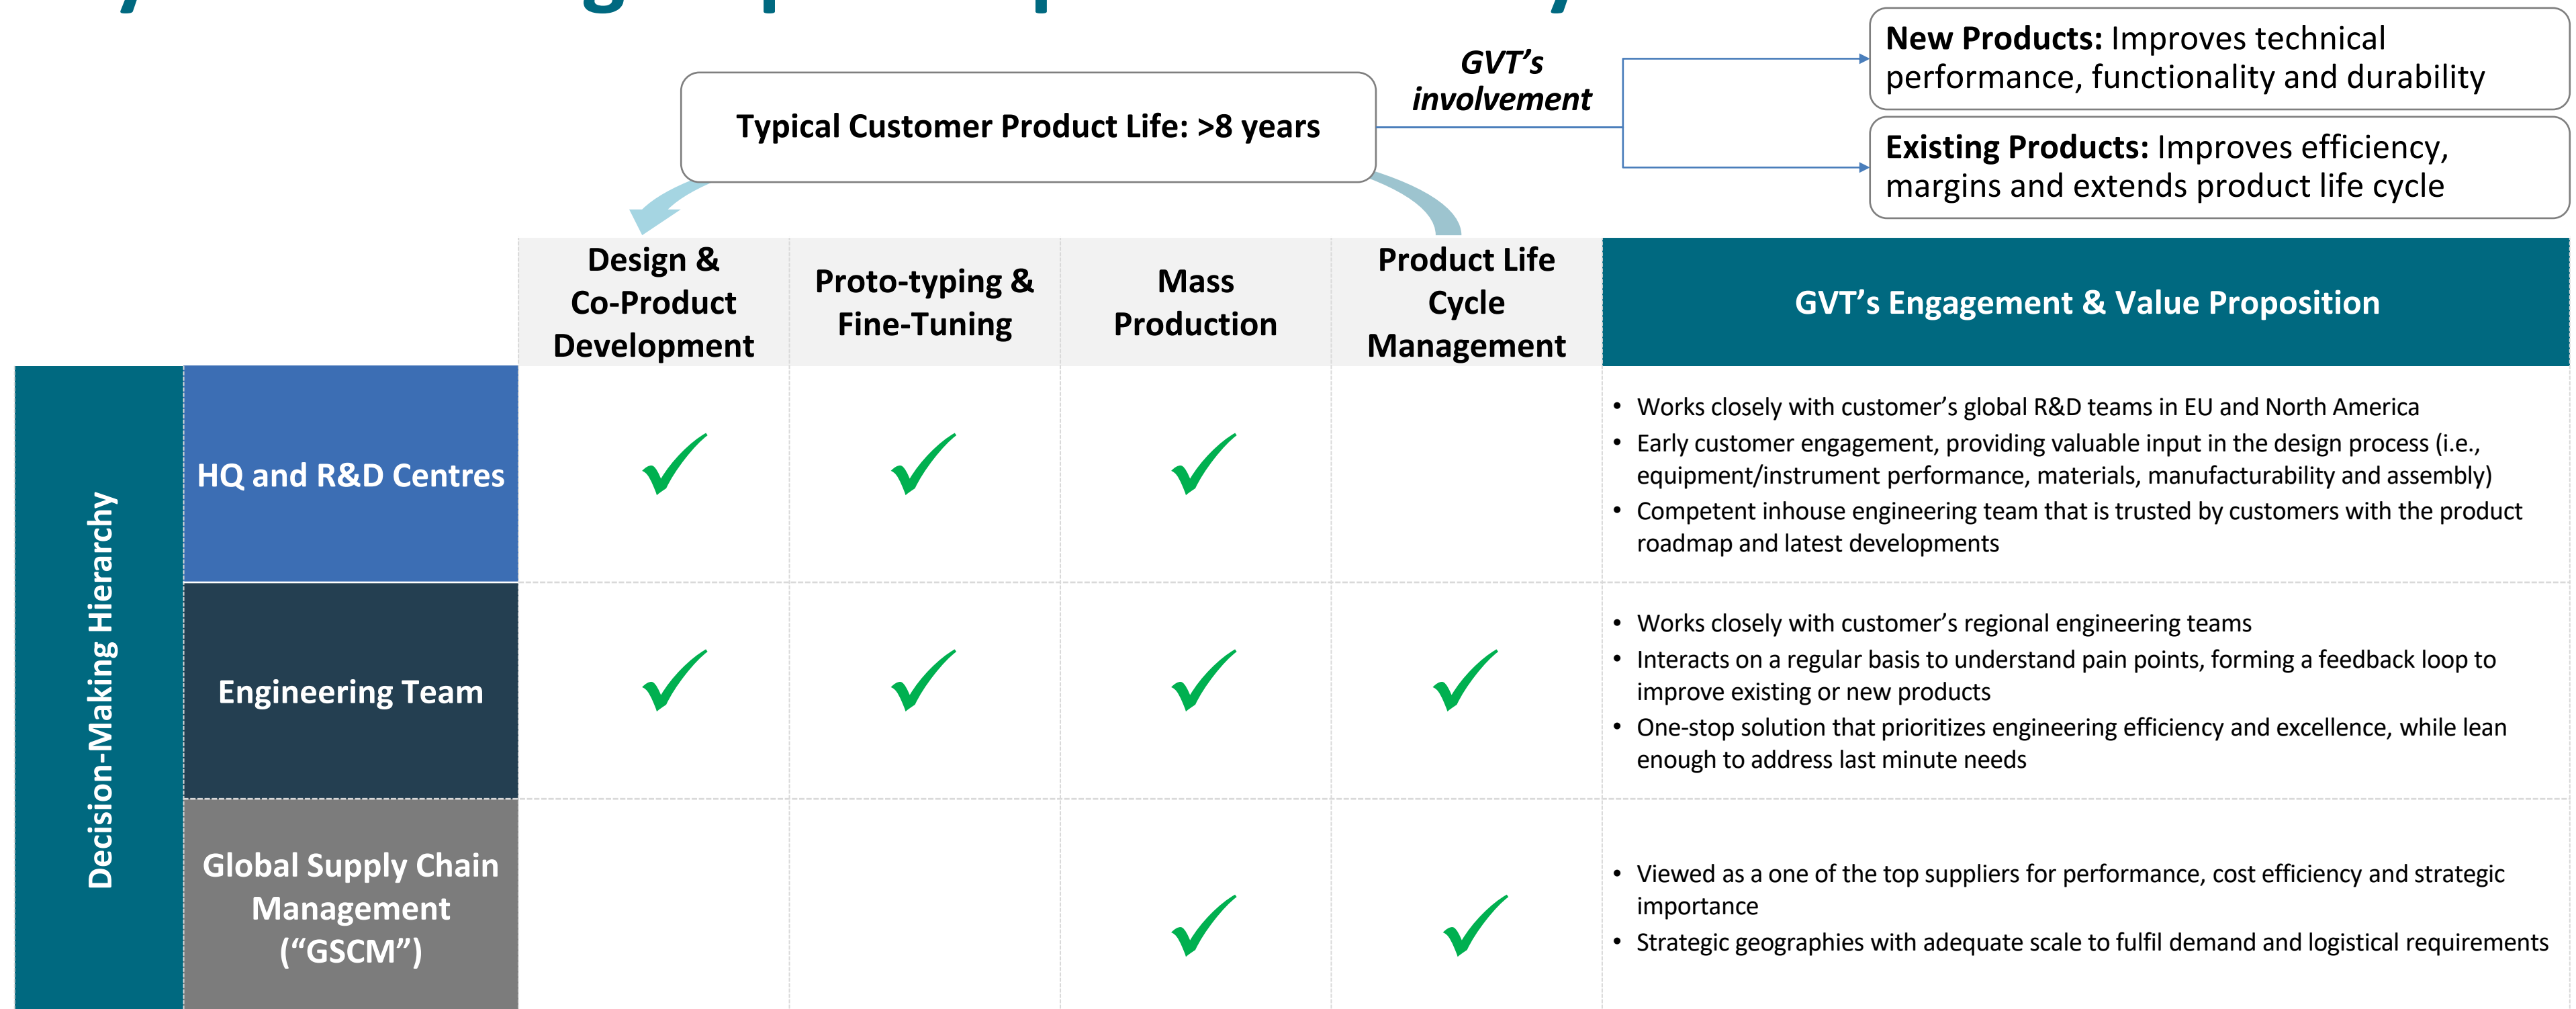 GVT's
involvement
New Products: Improves technical
performance, functionality and durability
Typical Customer Product Life: >8 years
Existing Products: Improves efficiency,
margins and extends product life cycle
Design &
Co-Product
Development
Proto-typing &
Fine-Tuning
Mass
Production
Product Life
Cycle
Management
GVT's Engagement & Value Proposition
Decision-Making Hierarchy
HQ and R&D Centres
• Works closely with customer's global R&D teams in EU and North America
• Early customer engagement, providing valuable input in the design process (i.e.,
equipment/instrument performance, materials, manufacturability and assembly)
• Competent inhouse engineering team that is trusted by customers with the product
roadmap and latest developments
Engineering Team
• Works closely with customer's regional engineering teams
• Interacts on a regular basis to understand pain points, forming a feedback loop to
improve existing or new products
• One-stop solution that prioritizes engineering efficiency and excellence, while lean
enough to address last minute needs
Global Supply Chain
Management
("GSCM")
• Viewed as a one of the top suppliers for performance, cost efficiency and strategic
importance
• Strategic geographies with adequate scale to fulfil demand and logistical requirements